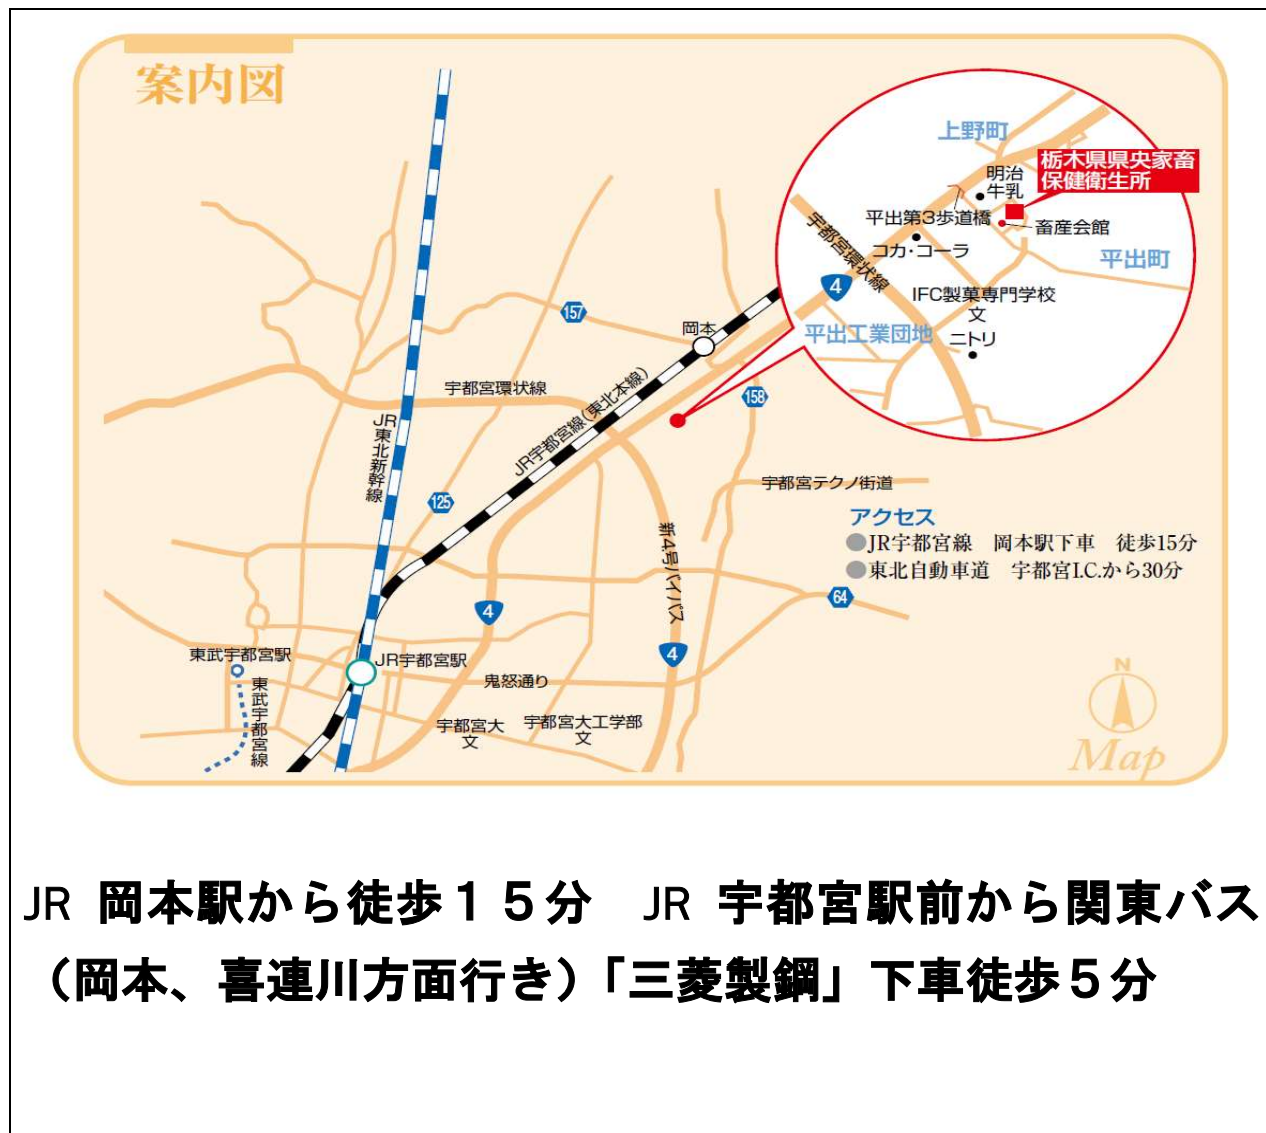 案内図
上野町
栃木県県央家畜
保健衛生所
明治
牛乳
平出第3歩道橋
畜産会館
宇都宮環状線
コカ・コーラ
平出町
4
IFC製菓専門学校
文
平出工業団地
ニトリ
157
岡本
宇都宮環状線
JR宇都宮線(東北本線)
158
JR東北新幹線
125
宇都宮テクノ街道
新4号バイパス
アクセス
●JR宇都宮線 岡本駅下車 徒歩15分
●東北自動車道 宇都宮I.C.から30分
64
4
4
東武宇都宮駅
JR宇都宮駅
東武宇都宮線
鬼怒通り
宇都宮大
文
宇都宮大工学部
文
N
Map
JR 岡本駅から徒歩15分 JR 宇都宮駅前から関東バス
(岡本、喜連川方面行き)「三菱製鋼」下車徒歩5分